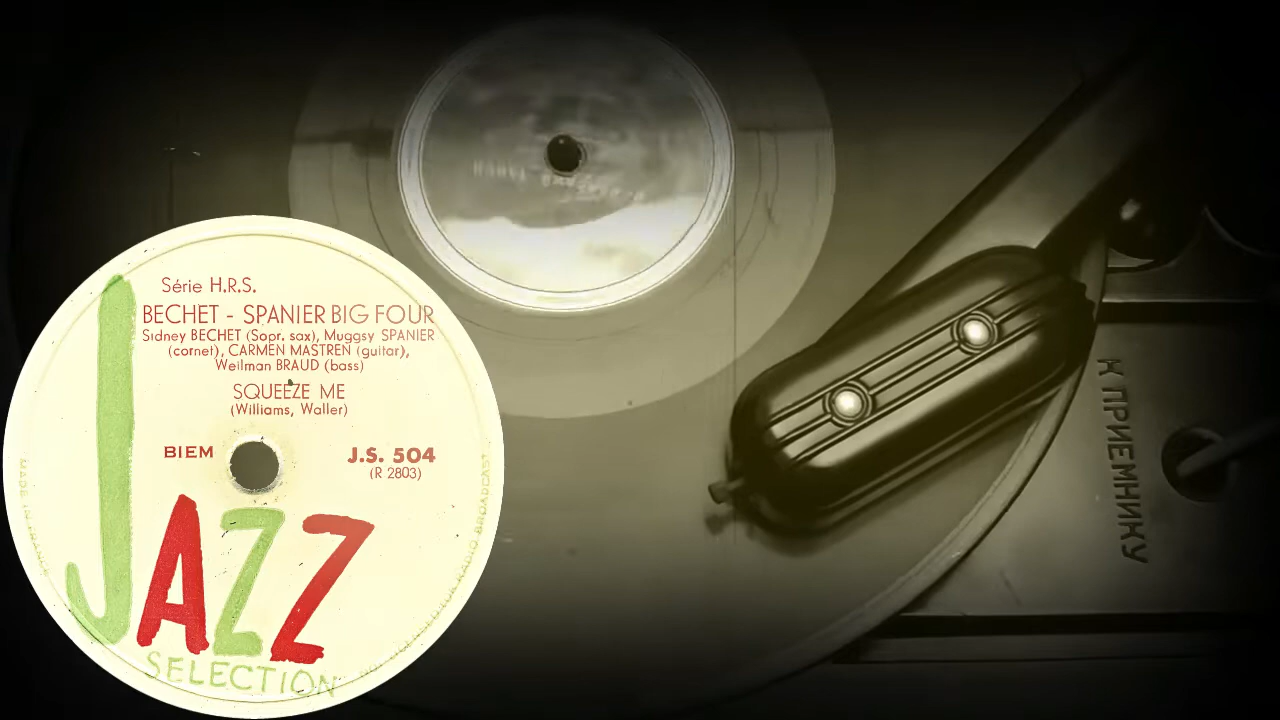 Série H.R.S.
BECHET - SPANIER BIG FOUR
Sidney BECHET (Sopr. sax), Muggsy SPANIER
(cornet), CARMEN MASTREN (guitar),
Wellman BRAUD (bass)
SQUEEZE ME
(Williams, Waller)
BIEM
J.S. 504
(R 2803)
JAZZ
SELECTION
К ПРИЕМНИКУ